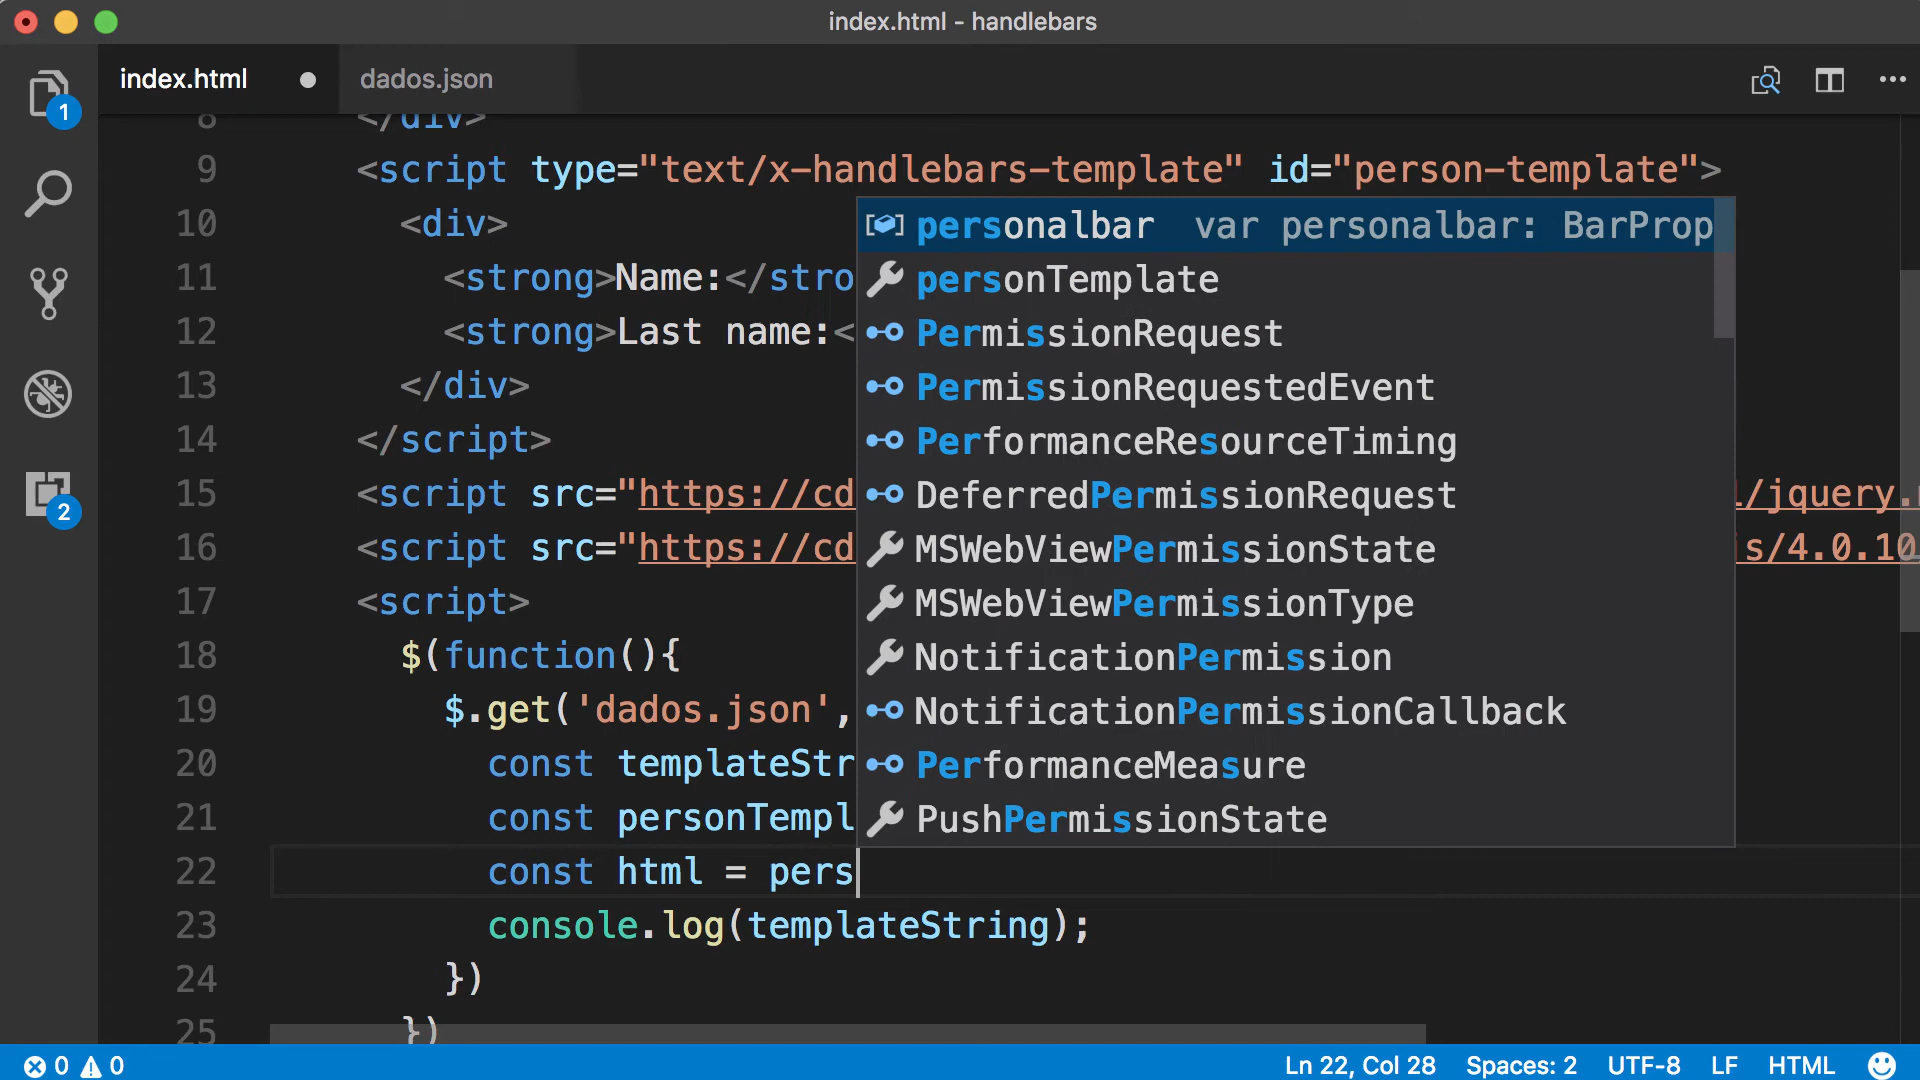 index.html - handlebars
index.html
dados.json
1
8 </div>
9 <script type="text/x-handlebars-template" id="person-template">
10 <div>
11 <strong>Name:</stro
12 <strong>Last name:<
13 </div>
14 </script>
15 <script src="https://cd
/jquery.
16 <script src="https://cd
s/4.0.10
17 <script>
18 $(function(){
19 $.get('dados.json',
20 const templateStr
21 const personTempl
22 const html = pers
23 console.log(templateString);
24 })
25 })
personalbar var personalbar: BarProp
personTemplate
PermissionRequest
PermissionRequestedEvent
PerformanceResourceTiming
DeferredPermissionRequest
MSWebViewPermissionState
MSWebViewPermissionType
NotificationPermission
NotificationPermissionCallback
PerformanceMeasure
PushPermissionState
2
0 0
Ln 22, Col 28 Spaces: 2 UTF-8 LF HTML